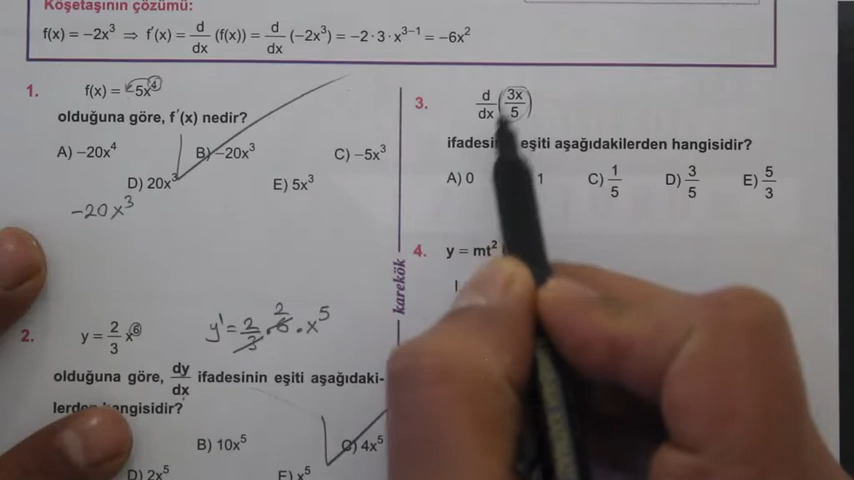 Köşetaşının çözümü:
f(x) = –2x³ ⇒ f'(x) = d/dx (f(x)) = d/dx (–2x³) = –2·3·x³⁻¹ = –6x²
1. f(x) = –5x⁴
olduğuna göre, f'(x) nedir?
A) –20x⁴ B) –20x³ C) –5x³
D) 20x³ E) 5x³
–20x³
2. y = 2/3 x⁶
y' = 2/3 · 6 · x⁵
2
olduğuna göre, dy/dx ifadesinin eşiti aşağıdaki-
lerden hangisidir?
B) 10x⁵ C) 4x⁵
D) 2x⁵ E) x⁵
karekök
3. d/dx (3x/5)
eşiti aşağıdakilerden hangisidir?
A) 0 1 C) 1/5 D) 3/5 E) 5/3
4. y = mt²